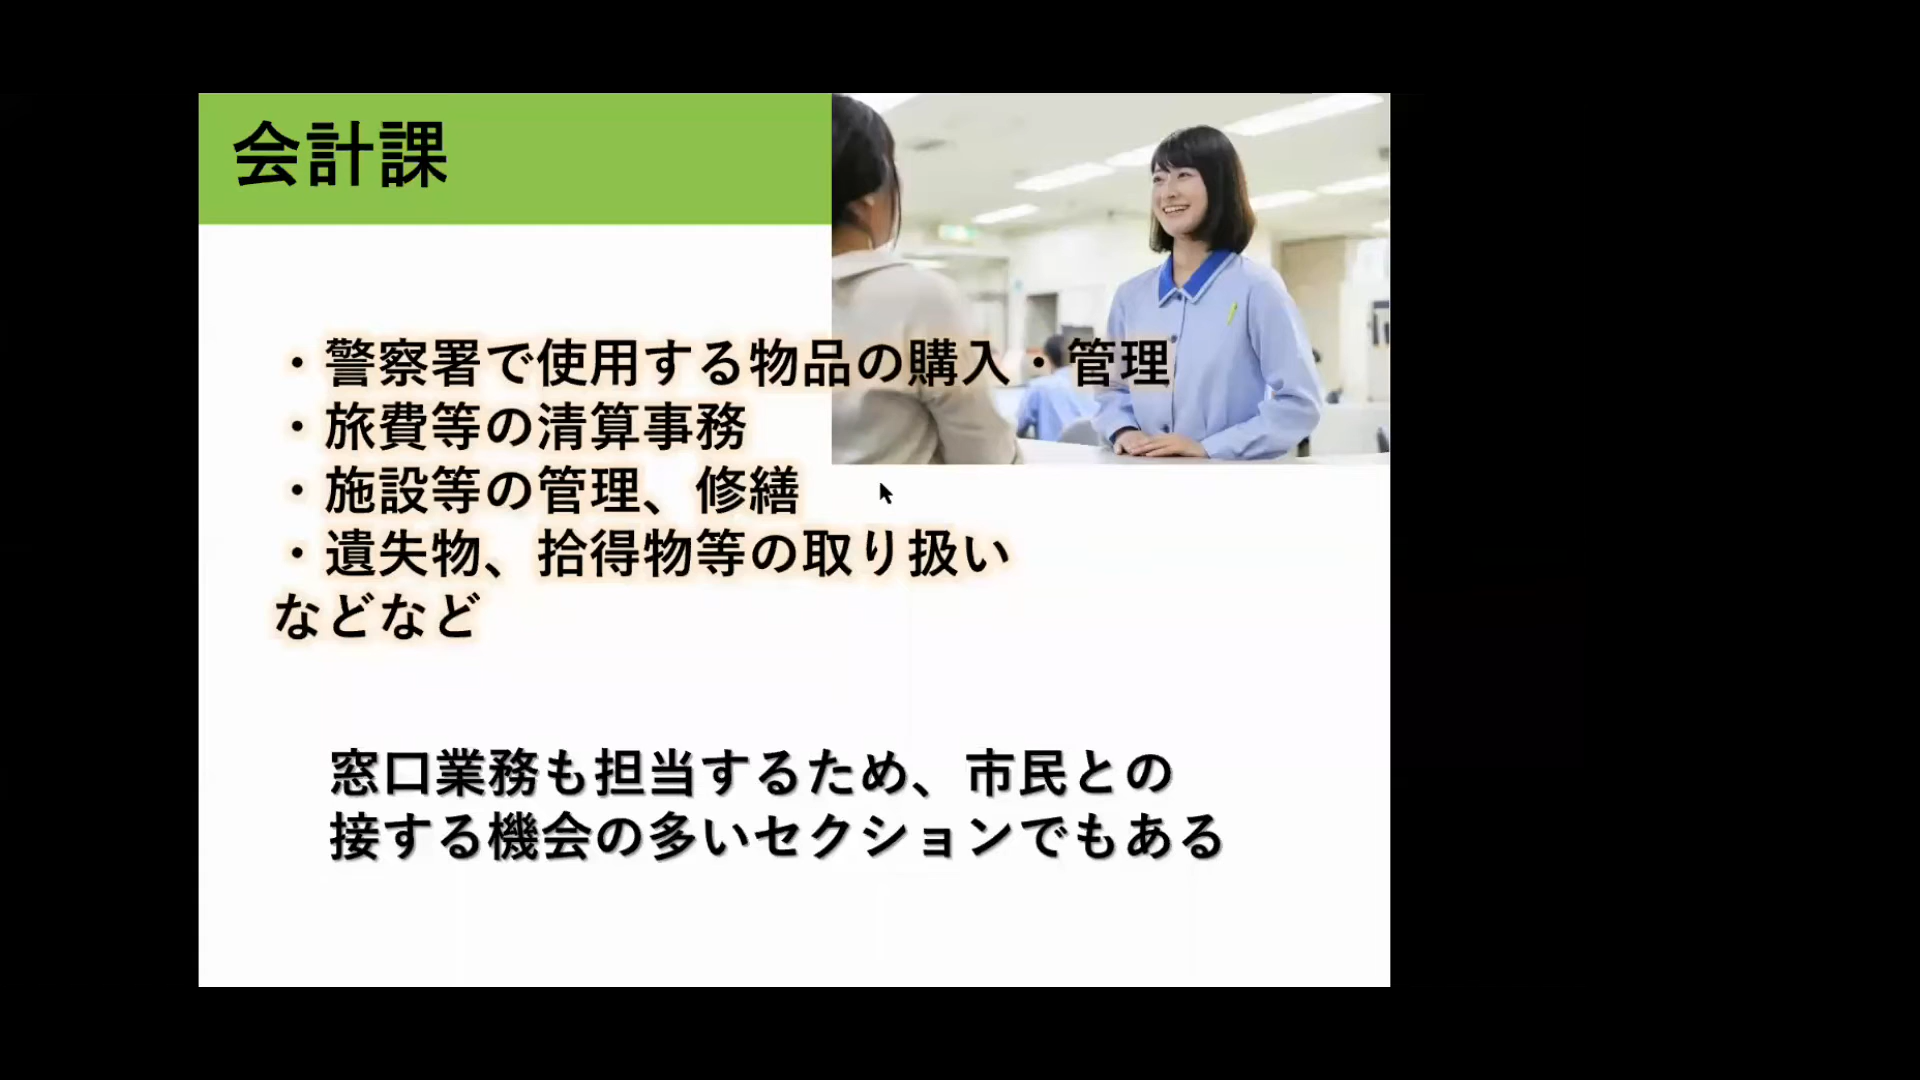 会計課
・警察署で使用する物品の購入・管理
・旅費等の清算事務
・施設等の管理、修繕
・遺失物、拾得物等の取り扱い
などなど
窓口業務も担当するため、市民との
接する機会の多いセクションでもある